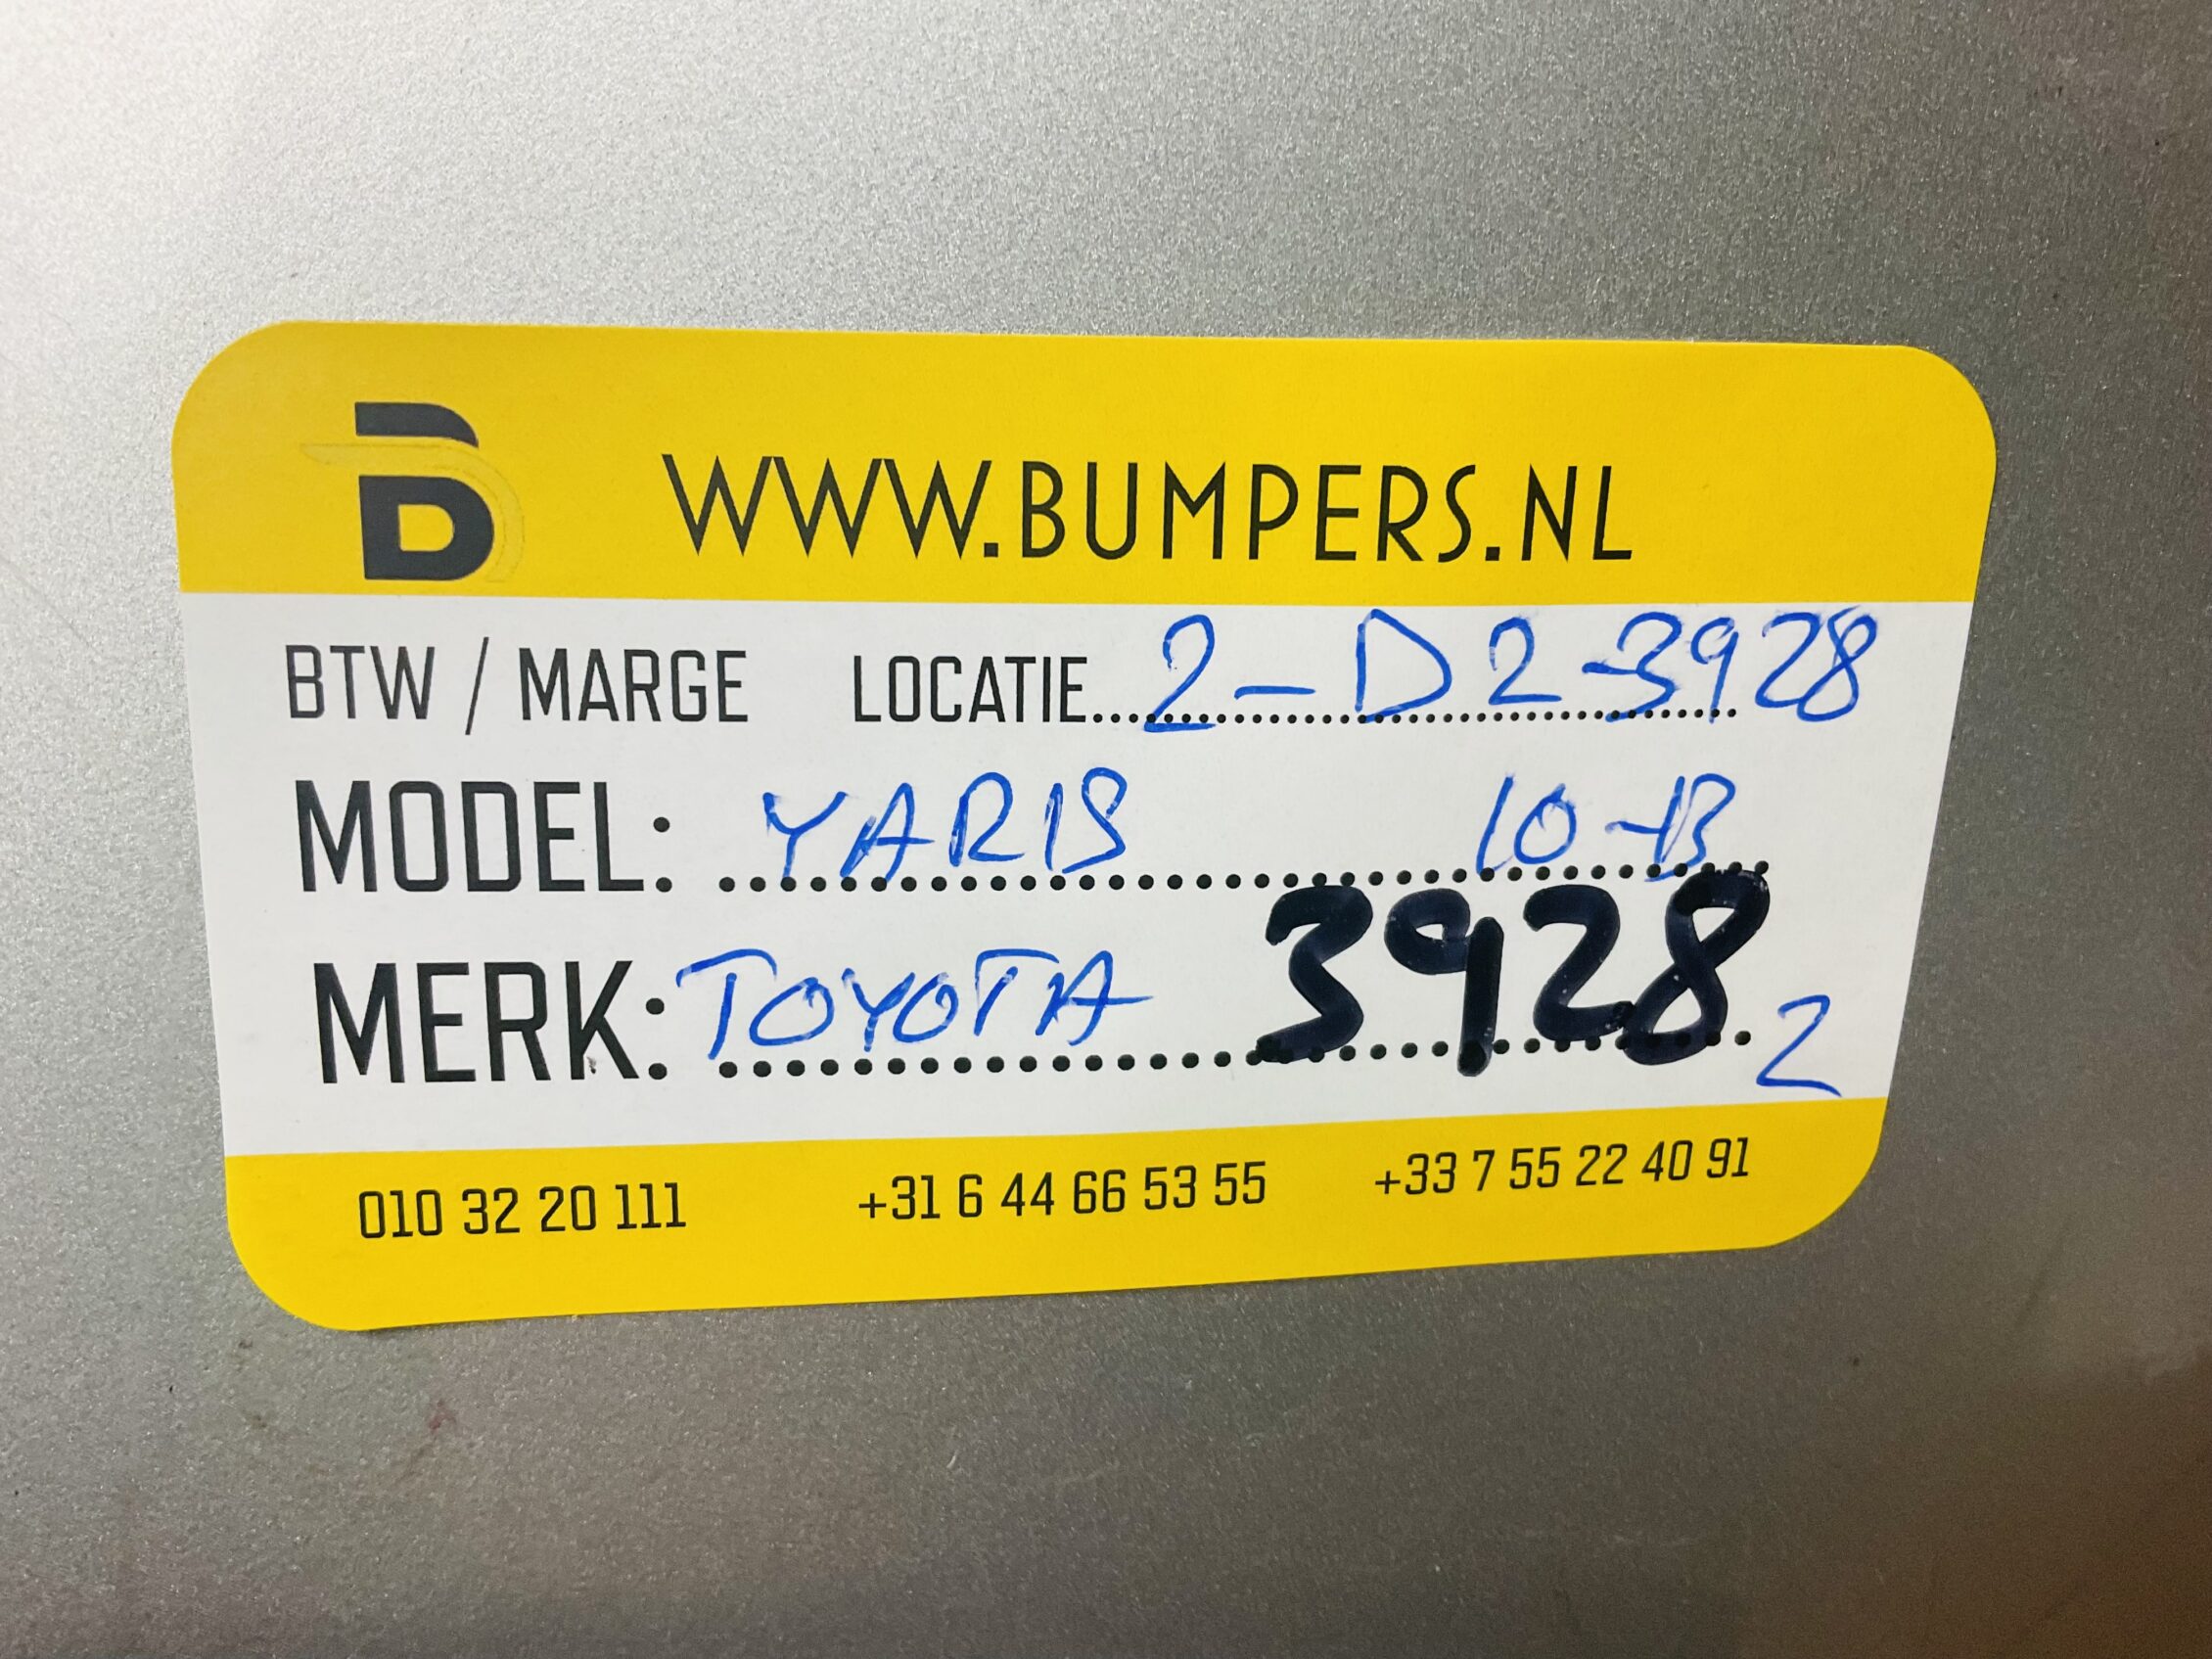 B WWW.BUMPERS.NL
BTW / MARGE LOCATIE 2-D2-3928
MODEL: YARIS 10-B
MERK: TOYOTA 3928 2
010 32 20 111 +31 6 44 66 53 55 +33 7 55 22 40 91